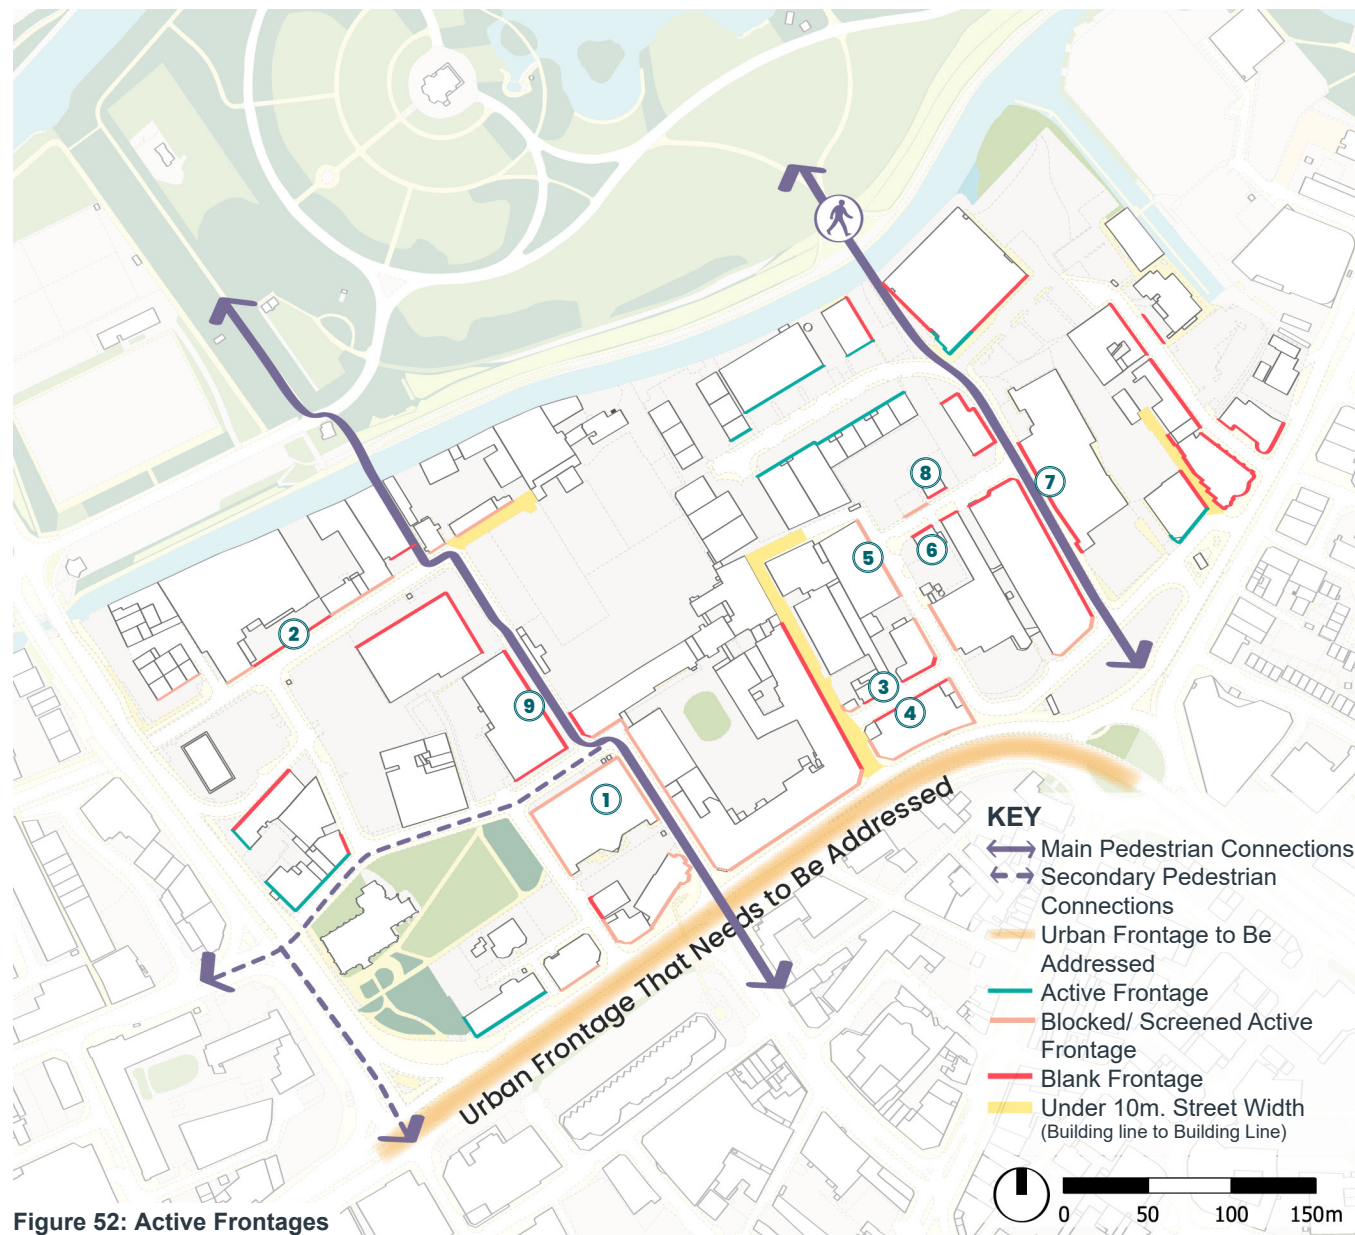 8
7
5
6
2
3
9
4
1
Urban Frontage That Needs to Be Addressed
KEY
Main Pedestrian Connections
Secondary Pedestrian
Connections
Urban Frontage to Be
Addressed
Active Frontage
Blocked/ Screened Active
Frontage
Blank Frontage
Under 10m. Street Width
(Building line to Building Line)
0 50 100 150m
Figure 52: Active Frontages